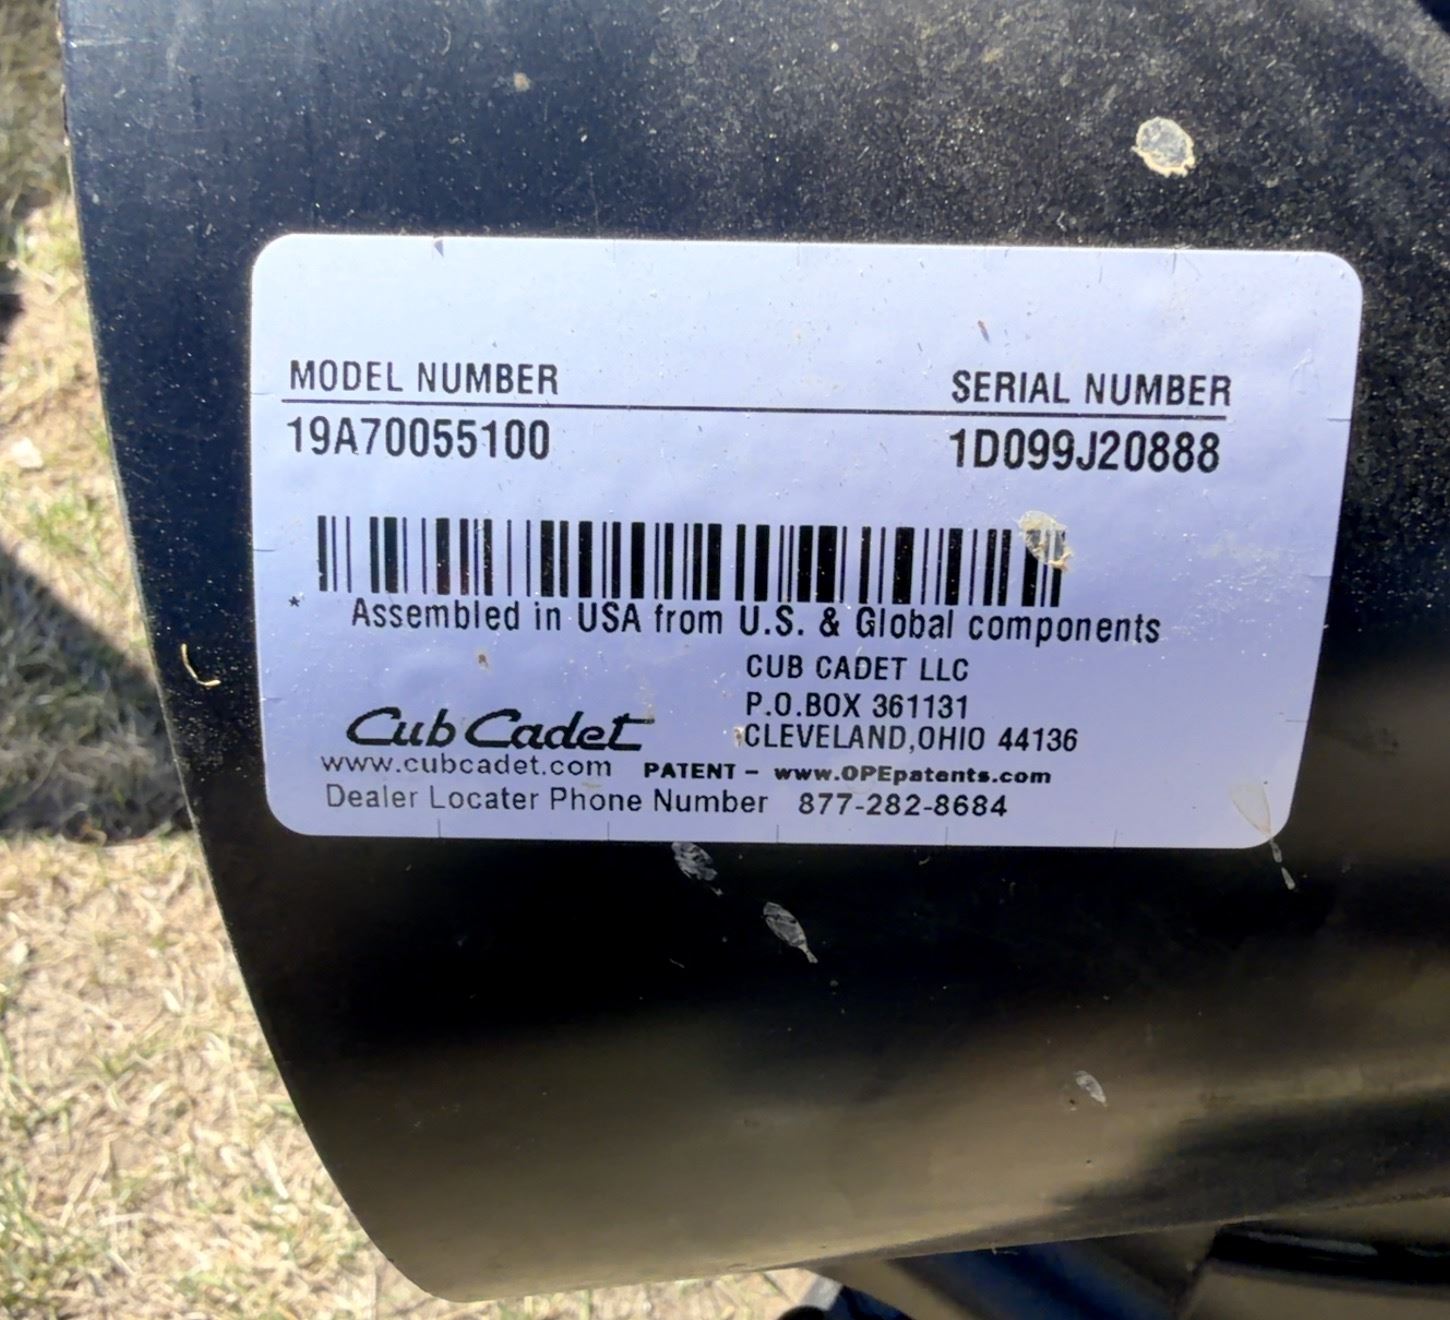 MODEL NUMBER SERIAL NUMBER
19A70055100 1D099J20888
* Assembled in USA from U.S. & Global components
CUB CADET LLC
P.O.BOX 361131
Cub Cadet CLEVELAND,OHIO 44136
www.cubcadet.com PATENT - www.OPEpatents.com
Dealer Locater Phone Number 877-282-8684